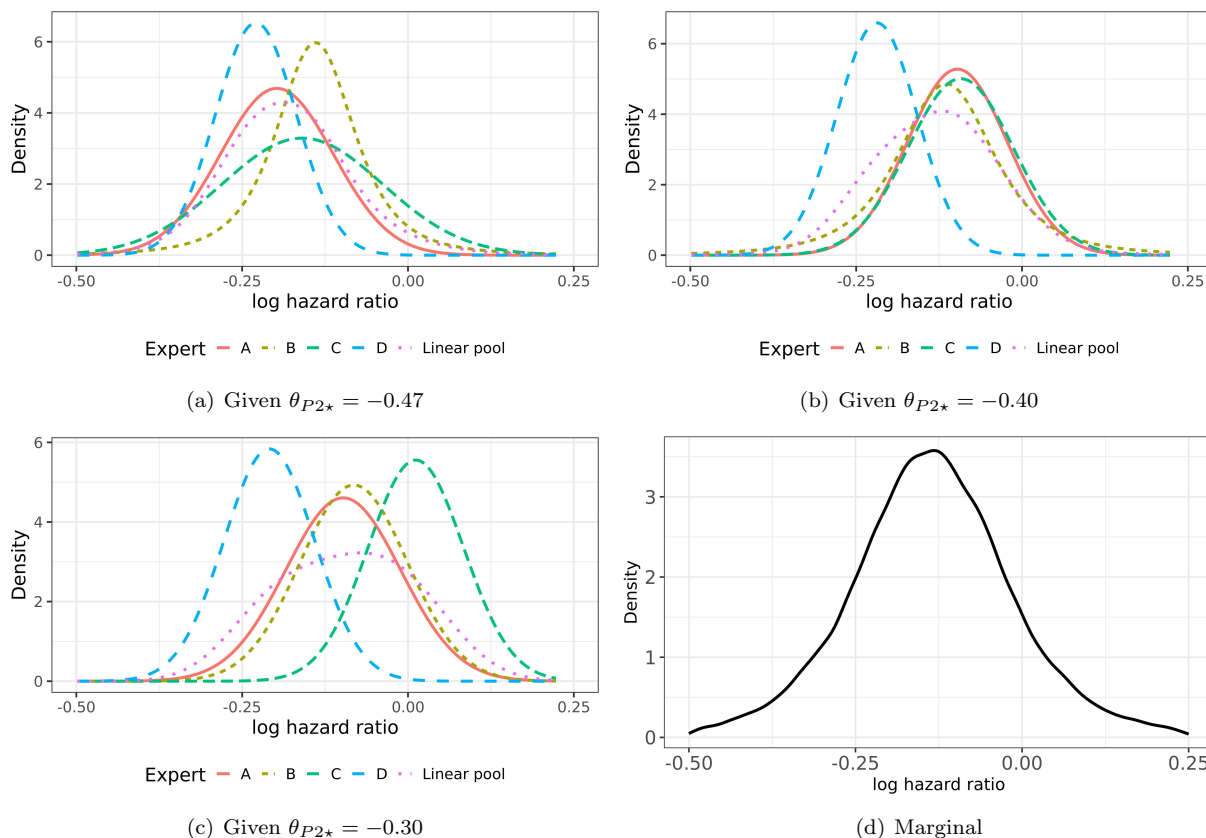 6
4
2
0
Density
-0.50 -0.25 0.00 0.25
log hazard ratio
Expert A B C D Linear pool
(a) Given θP2⋆ = −0.47
6
4
2
0
Density
-0.50 -0.25 0.00 0.25
log hazard ratio
Expert A B C D Linear pool
(b) Given θP2⋆ = −0.40
6
4
2
0
Density
-0.50 -0.25 0.00 0.25
log hazard ratio
Expert A B C D Linear pool
(c) Given θP2⋆ = −0.30
3
2
1
0
Density
-0.50 -0.25 0.00 0.25
log hazard ratio
(d) Marginal